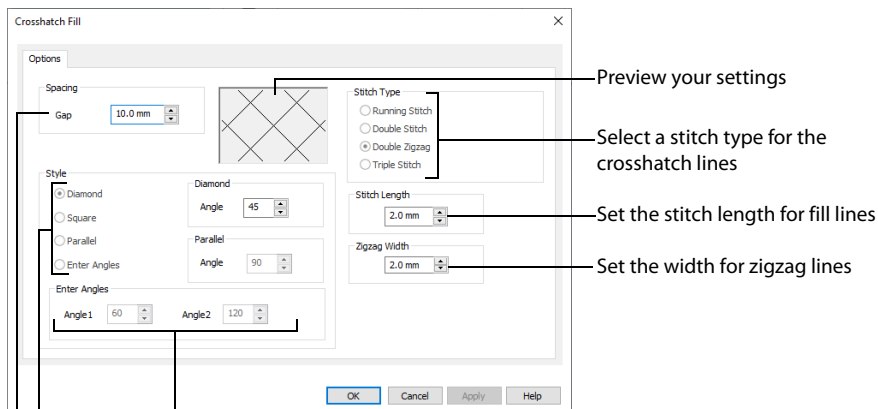 Crosshatch Fill
Options
Spacing
Gap 10.0 mm
Style
Diamond
Square
Parallel
Enter Angles
Diamond
Angle 45
Parallel
Angle 90
Enter Angles
Angle1 60 Angle2 120
Stitch Type
Running Stitch
Double Stitch
Double Zigzag
Triple Stitch
Stitch Length
2.0 mm
Zigzag Width
2.0 mm
OK Cancel Apply Help
Preview your settings
Select a stitch type for the
crosshatch lines
Set the stitch length for fill lines
Set the width for zigzag lines